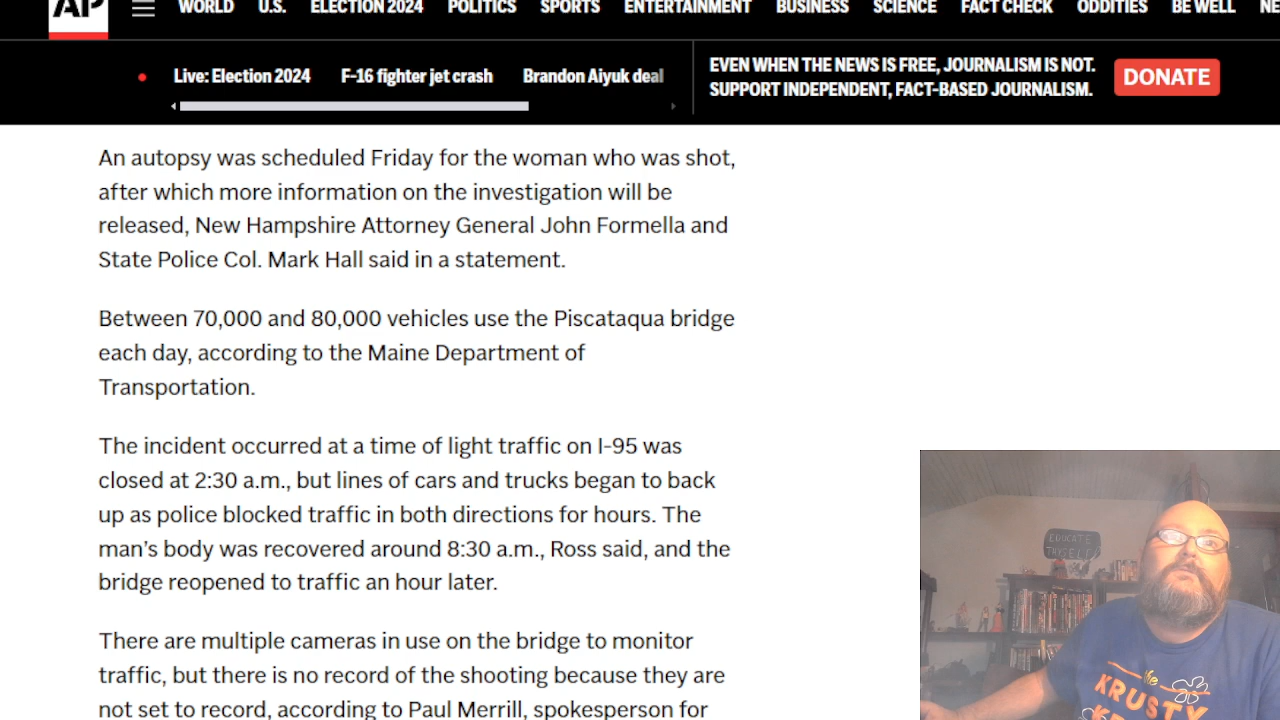 AP
WORLD U.S. ELECTION 2024 POLITICS SPORTS ENTERTAINMENT BUSINESS SCIENCE FACT CHECK ODDITIES BE WELL NE
Live: Election 2024 F-16 fighter jet crash Brandon Aiyuk deal
EVEN WHEN THE NEWS IS FREE, JOURNALISM IS NOT.
SUPPORT INDEPENDENT, FACT-BASED JOURNALISM.
DONATE
An autopsy was scheduled Friday for the woman who was shot,
after which more information on the investigation will be
released, New Hampshire Attorney General John Formella and
State Police Col. Mark Hall said in a statement.
Between 70,000 and 80,000 vehicles use the Piscataqua bridge
each day, according to the Maine Department of
Transportation.
The incident occurred at a time of light traffic on I-95 was
closed at 2:30 a.m., but lines of cars and trucks began to back
up as police blocked traffic in both directions for hours. The
man’s body was recovered around 8:30 a.m., Ross said, and the
bridge reopened to traffic an hour later.
There are multiple cameras in use on the bridge to monitor
traffic, but there is no record of the shooting because they are
not set to record, according to Paul Merrill, spokesperson for
EDUCATE
THYSELF
the
KRUSTY